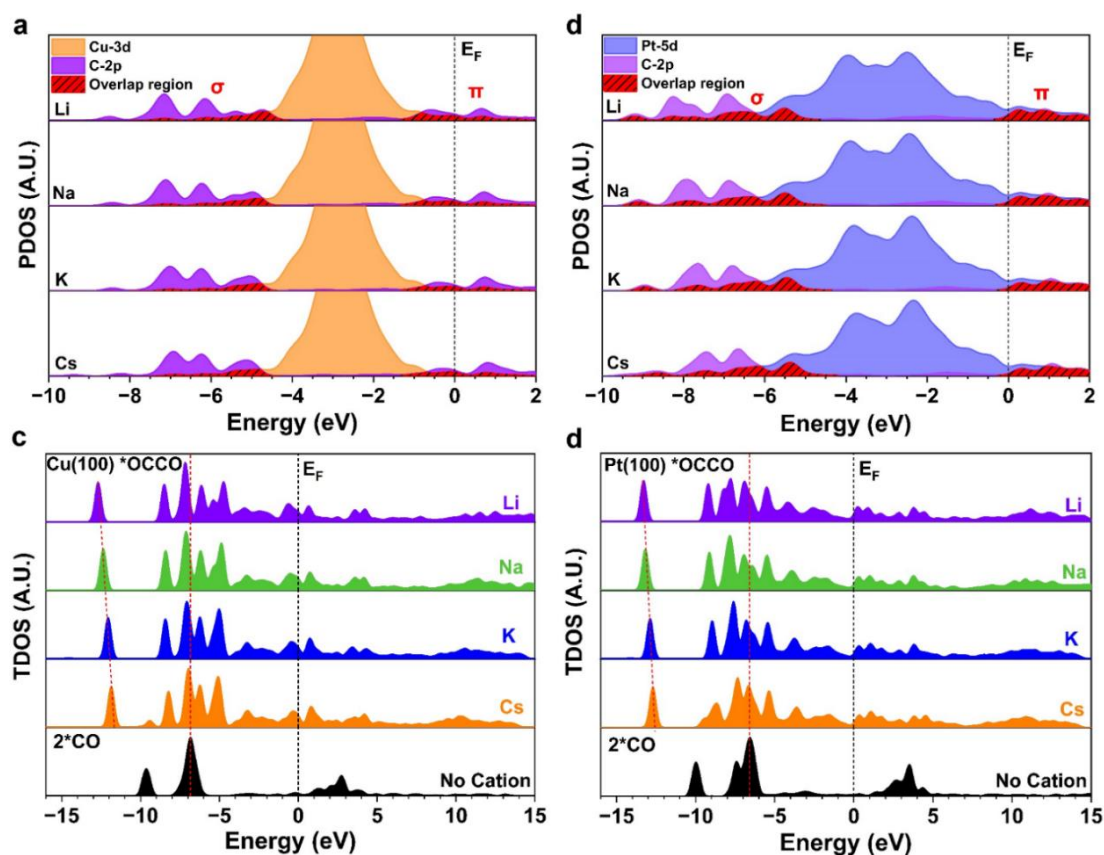 a
Cu-3d
C-2p
Overlap region
σ
E_F
π
Li
Na
K
Cs
PDOS (A.U.)
−10 −8 −6 −4 −2 0 2
Energy (eV)
d
Pt-5d
C-2p
Overlap region
σ
E_F
π
Li
Na
K
Cs
PDOS (A.U.)
−10 −8 −6 −4 −2 0 2
Energy (eV)
c
Cu(100) *OCCO
E_F
Li
Na
K
Cs
2*CO
No Cation
TDOS (A.U.)
−15 −10 −5 0 5 10 15
Energy (eV)
d
Pt(100) *OCCO
E_F
Li
Na
K
Cs
2*CO
No Cation
TDOS (A.U.)
−15 −10 −5 0 5 10 15
Energy (eV)